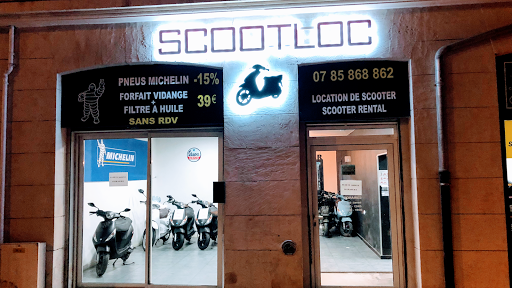 SCOOTLOC
PNEUS MICHELIN -15%
FORFAIT VIDANGE
+
FILTRE A HUILE
39€
SANS RDV
07 85 868 862
LOCATION DE SCOOTER
SCOOTER RENTAL
MICHELIN